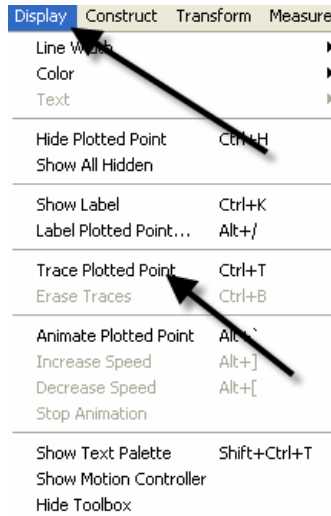 Display Construct Transform Measure
Line Width
Color
Text
Hide Plotted Point Ctrl+H
Show All Hidden
Show Label Ctrl+K
Label Plotted Point... Alt+/
Trace Plotted Point Ctrl+T
Erase Traces Ctrl+B
Animate Plotted Point Alt+`
Increase Speed Alt+]
Decrease Speed Alt+[
Stop Animation
Show Text Palette Shift+Ctrl+T
Show Motion Controller
Hide Toolbox